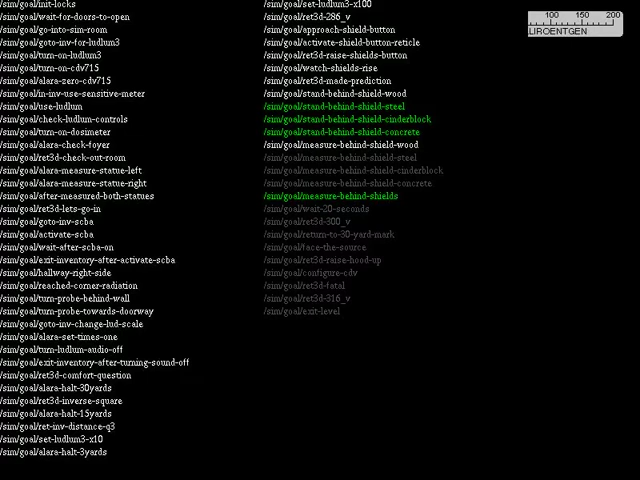 /sim/goal/init-locks
/sim/goal/wait-for-doors-to-open
/sim/goal/go-into-sim-room
/sim/goal/goto-inv-for-ludlum3
/sim/goal/turn-on-ludlum3
/sim/goal/turn-on-cdv715
/sim/goal/alara-zero-cdv715
/sim/goal/in-inv-use-sensitive-meter
/sim/goal/use-ludlum
/sim/goal/check-ludlum-controls
/sim/goal/turn-on-dosimeter
/sim/goal/alara-check-foyer
/sim/goal/ret3d-check-out-room
/sim/goal/alara-measure-statue-left
/sim/goal/alara-measure-statue-right
/sim/goal/after-measured-both-statues
/sim/goal/ret3d-lets-go-in
/sim/goal/goto-inv-scba
/sim/goal/activate-scba
/sim/goal/wait-after-scba-on
/sim/goal/exit-inventory-after-activate-scba
/sim/goal/hallway-right-side
/sim/goal/reached-corner-radiation
/sim/goal/turn-probe-behind-wall
/sim/goal/turn-probe-towards-doorway
/sim/goal/goto-inv-change-lud-scale
/sim/goal/alara-set-times-one
/sim/goal/turn-ludlum-audio-off
/sim/goal/exit-inventory-after-turning-sound-off
/sim/goal/ret3d-comfort-question
/sim/goal/alara-halt-30yards
/sim/goal/ret3d-inverse-square
/sim/goal/alara-halt-15yards
/sim/goal/ret-inv-distance-q3
/sim/goal/set-ludlum3-x10
/sim/goal/alara-halt-3yards
/sim/goal/set-ludlum3-x100
/sim/goal/ret3d-286_v
/sim/goal/approach-shield-button
/sim/goal/activate-shield-button-reticle
/sim/goal/ret3d-raise-shields-button
/sim/goal/watch-shields-rise
/sim/goal/ret3d-made-prediction
/sim/goal/stand-behind-shield-wood
/sim/goal/stand-behind-shield-steel
/sim/goal/stand-behind-shield-cinderblock
/sim/goal/stand-behind-shield-concrete
/sim/goal/measure-behind-shield-wood
/sim/goal/measure-behind-shield-steel
/sim/goal/measure-behind-shield-cinderblock
/sim/goal/measure-behind-shield-concrete
/sim/goal/measure-behind-shields
/sim/goal/wait-20-seconds
/sim/goal/ret3d-300_v
/sim/goal/return-to-30-yard-mark
/sim/goal/face-the-source
/sim/goal/ret3d-raise-hood-up
/sim/goal/configure-cdv
/sim/goal/ret3d-fatal
/sim/goal/ret3d-316_v
/sim/goal/exit-level
100 150 200
LIROENTGEN